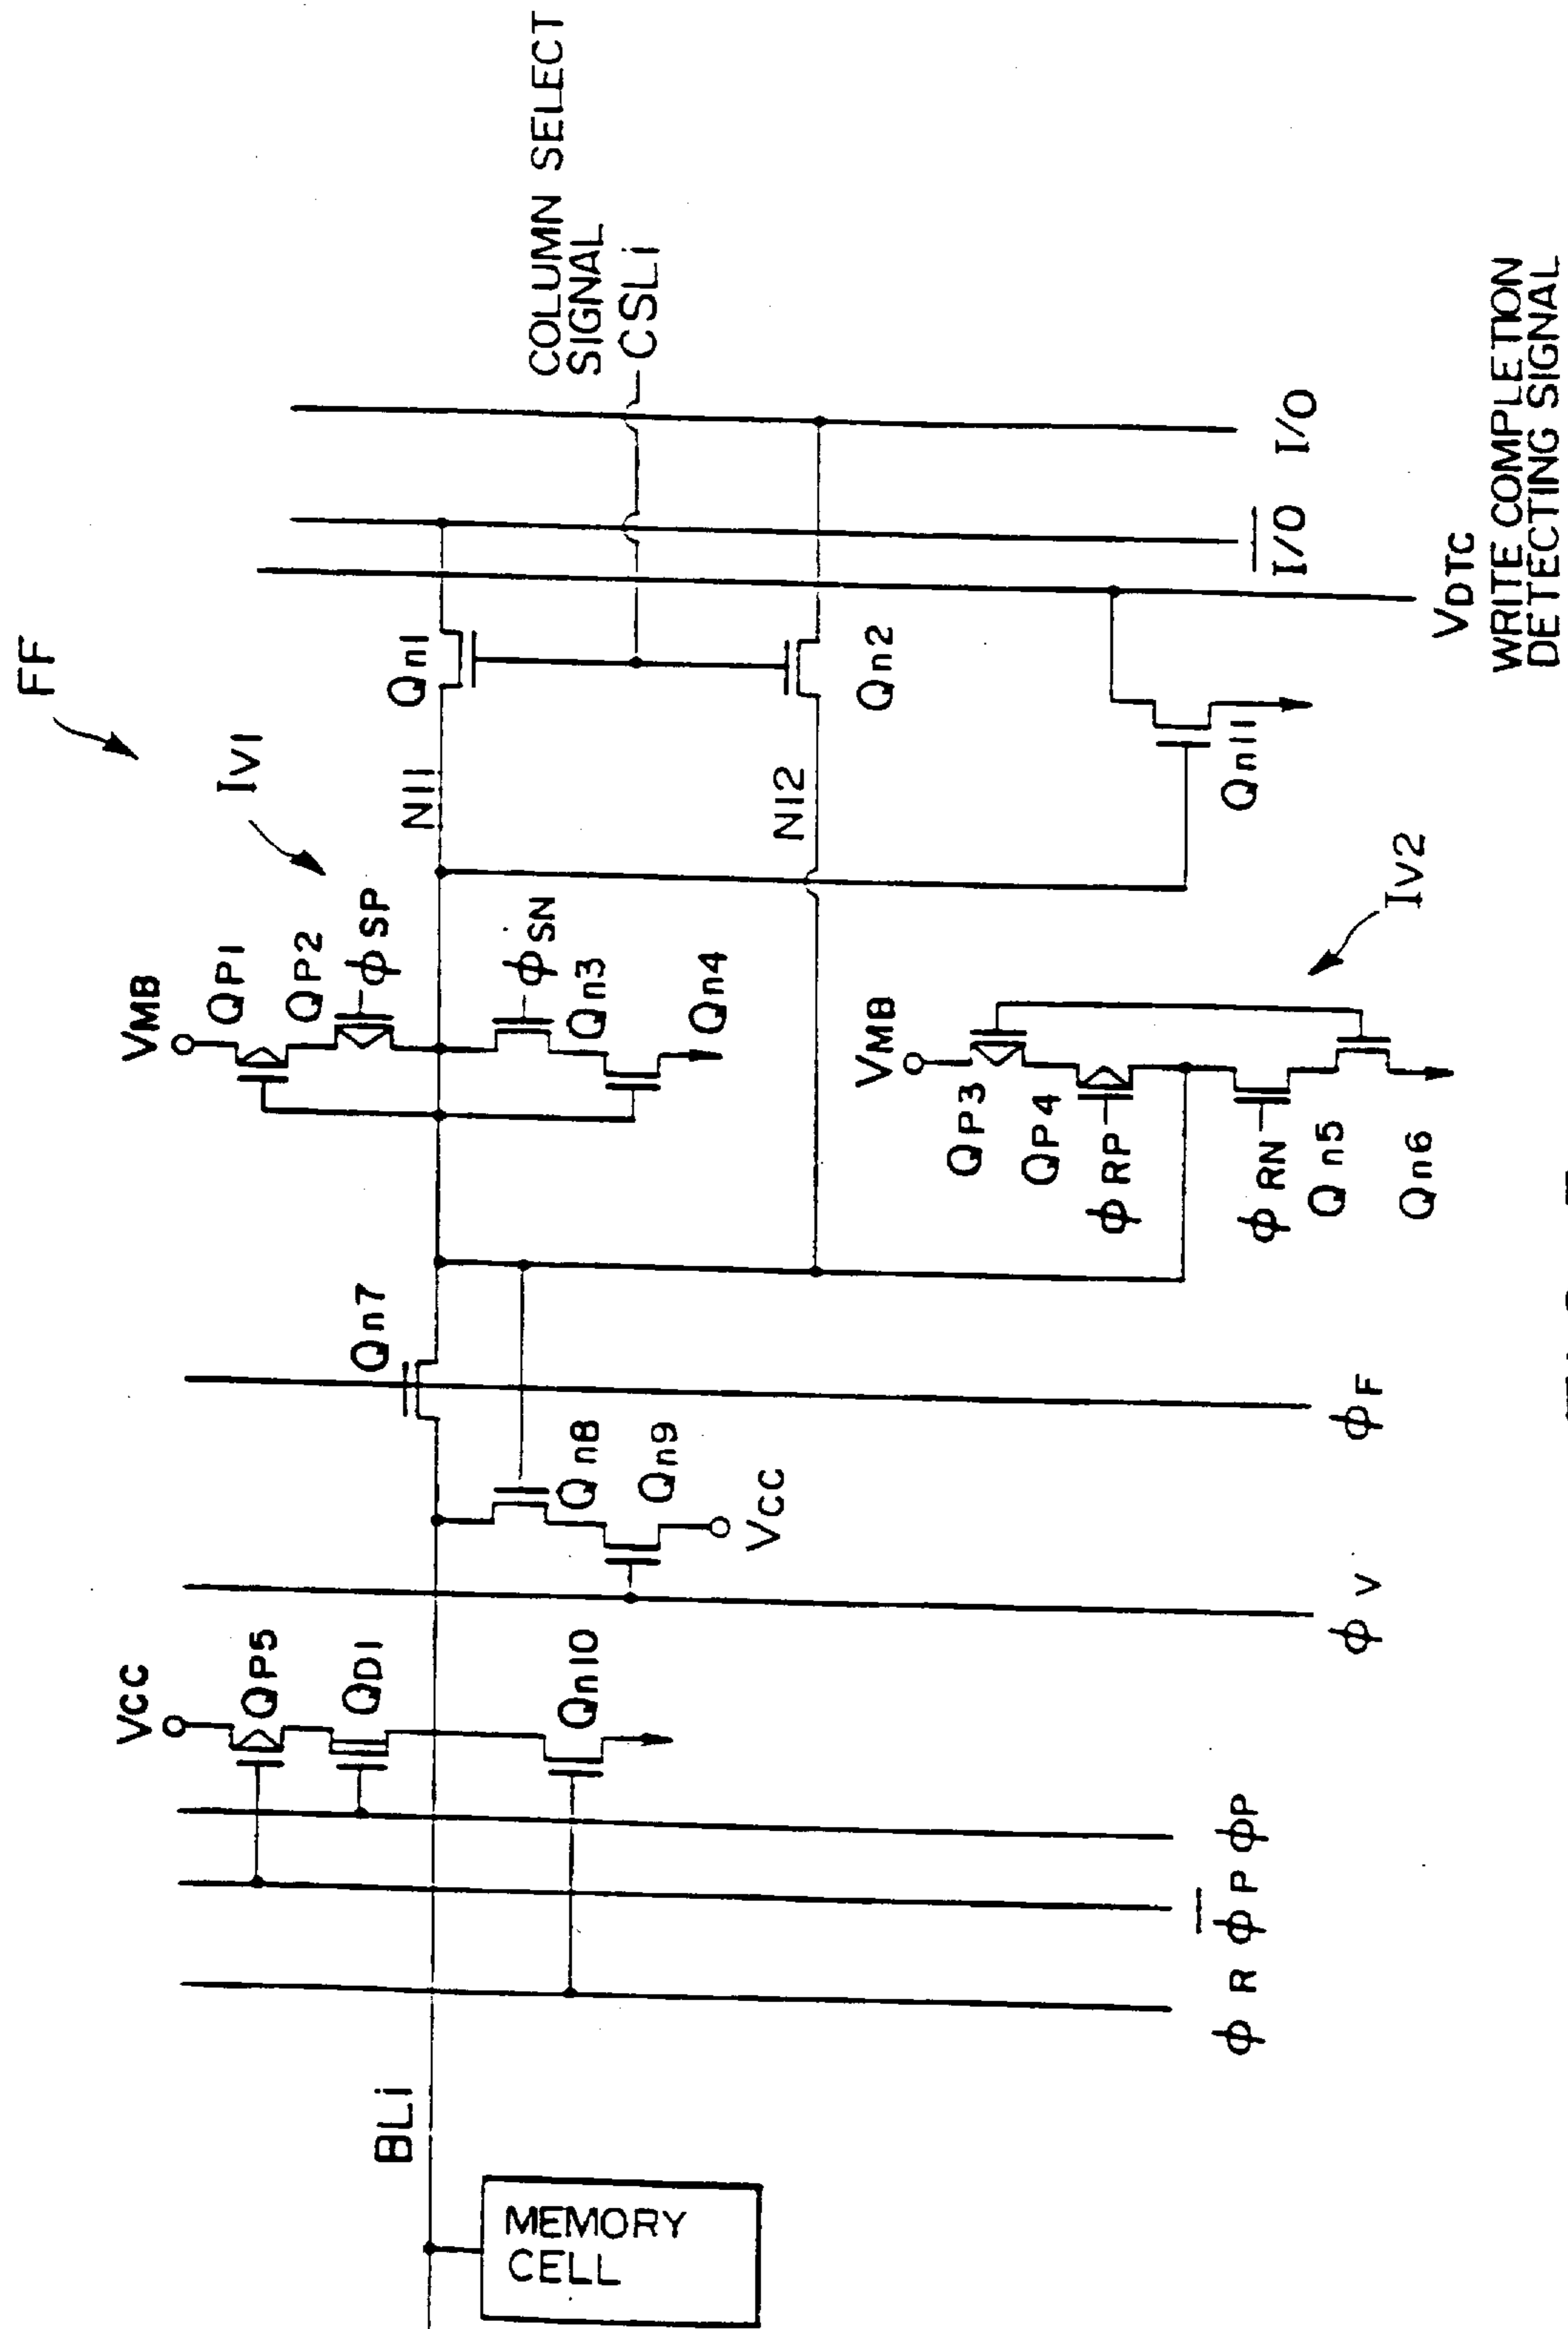 FF
COLUMN SELECT
SIGNAL
CSLi
IV1
VMB
QP1
QP2
φSP
φSN
Qn3
Qn4
N11
Qn1
N12
Qn2
Qn11
VDTC
WRITE COMPLETION
DETECTING SIGNAL
I/O
I/O
IV2
VMB
QP3
QP4
φRP
φRN
Qn5
Qn6
Qn7
Qn8
Qn9
VCC
φF
φV
VCC
QP5
QD1
Qn10
φP
φP
φR
BLi
MEMORY
CELL